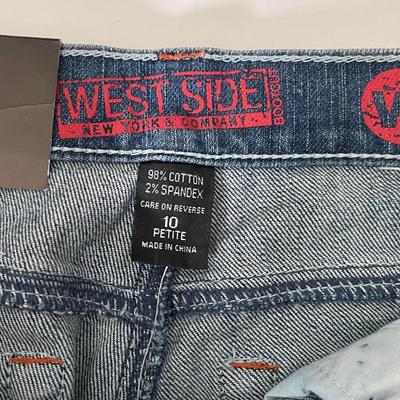 WEST SIDE
NEW YORK & COMPANY
BOOTCUT
W
98% COTTON
2% SPANDEX
CARE ON REVERSE
10
PETITE
MADE IN CHINA